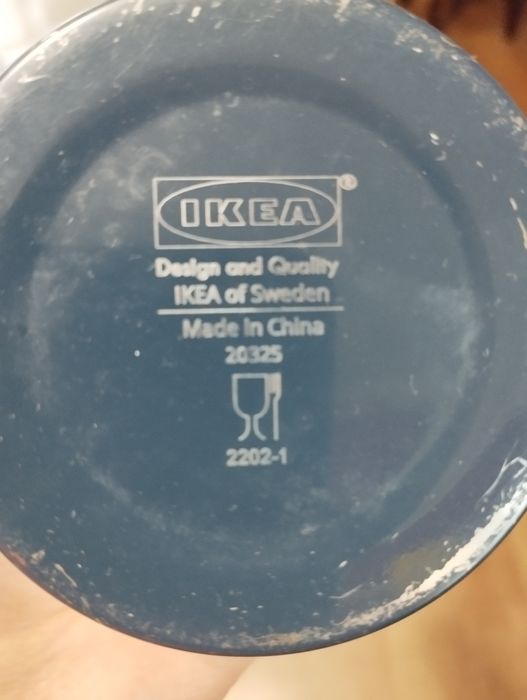 IKEA®
Design and Quality
IKEA of Sweden
Made in China
20325
2202-1